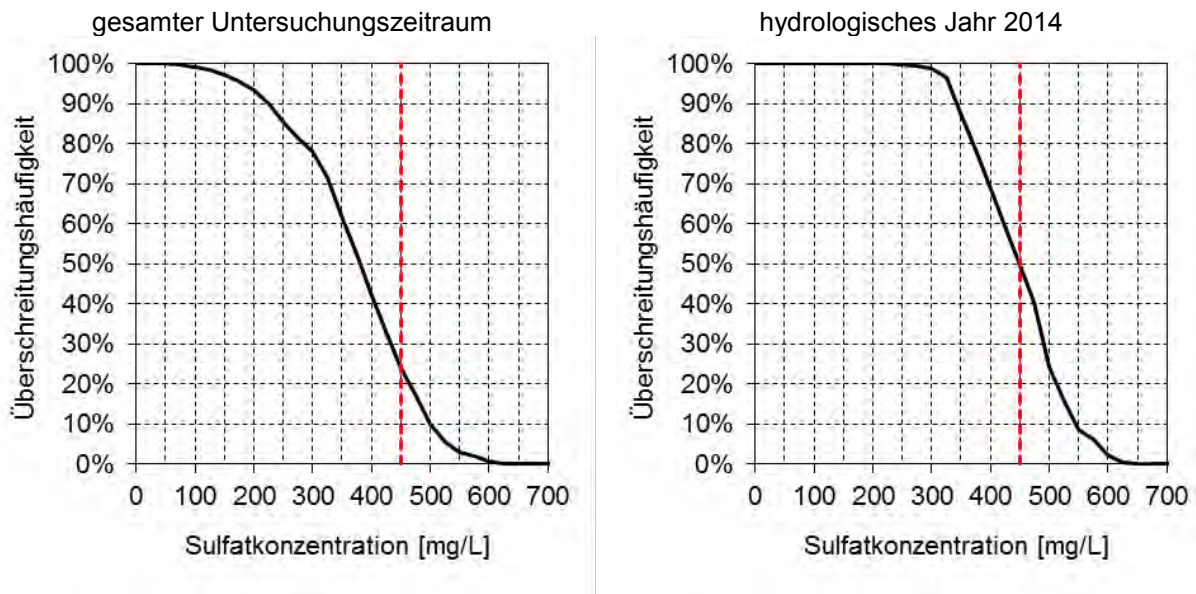 gesamter Untersuchungszeitraum
100%
90%
80%
70%
60%
50%
40%
30%
20%
10%
0%
Überschreitungshäufigkeit
0 100 200 300 400 500 600 700
Sulfatkonzentration [mg/L]
hydrologisches Jahr 2014
100%
90%
80%
70%
60%
50%
40%
30%
20%
10%
0%
Überschreitungshäufigkeit
0 100 200 300 400 500 600 700
Sulfatkonzentration [mg/L]